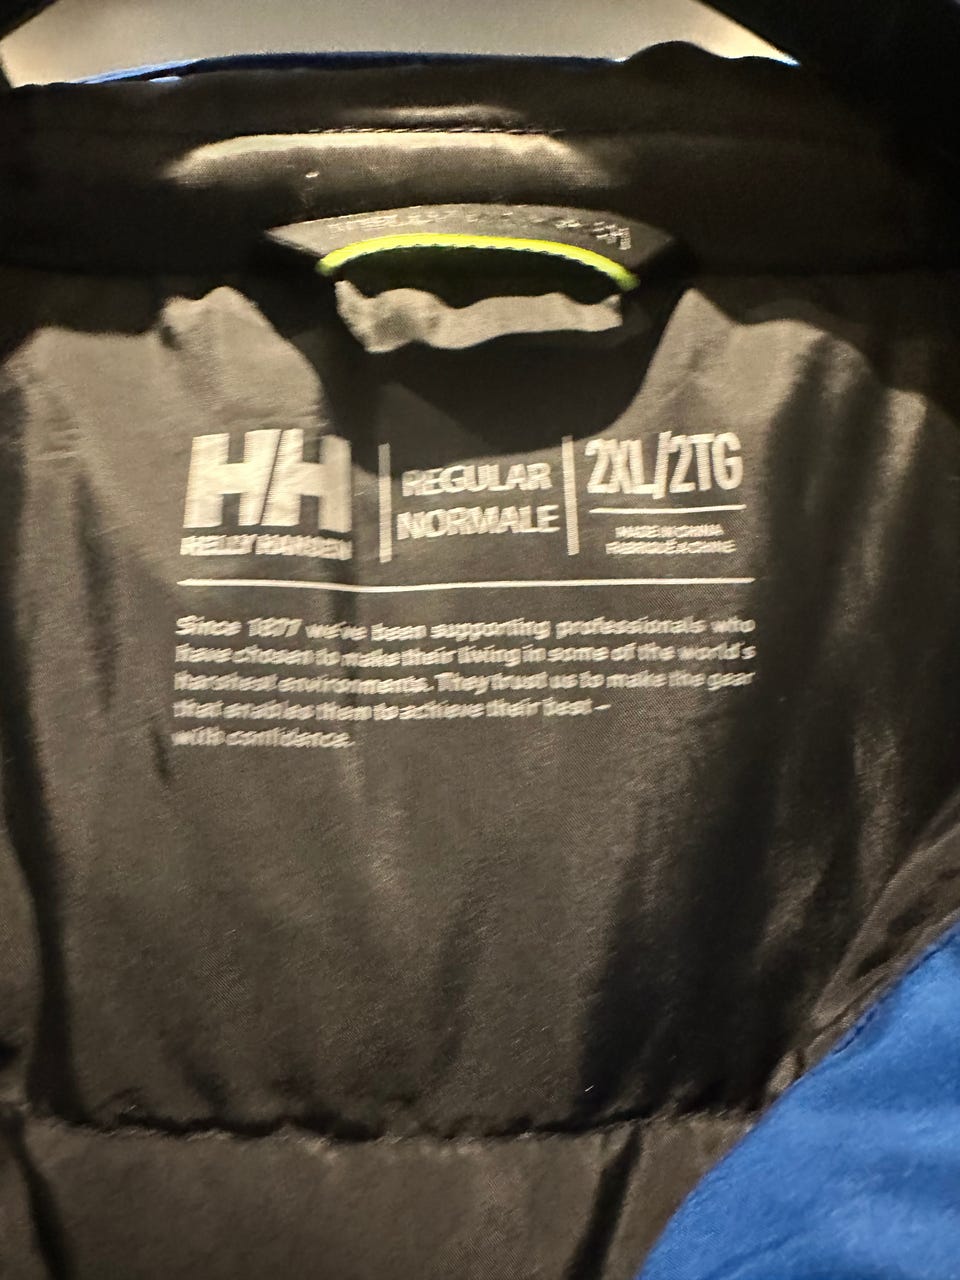 HH
HELLY HANSEN
REGULAR
NORMALE
2XL/2TG
MADE IN CHINA
FABRIQUÉ À CHINE
Since 1877 we've been supporting professionals who
have chosen to make their living in some of the world's
harshest environments. They trust us to make the gear
that enables them to achieve their best –
with confidence.